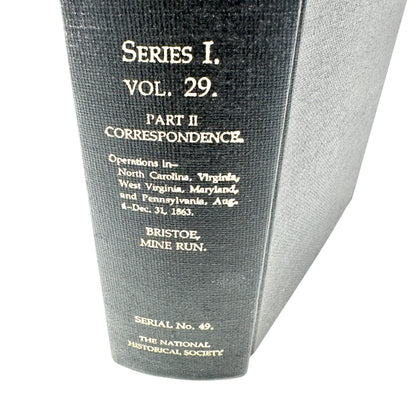 SERIES I.
VOL. 29.
PART II
CORRESPONDENCE.
Operations in—
North Carolina, Virginia,
West Virginia, Maryland,
and Pennsylvania, Aug.
4–Dec. 31, 1863.
BRISTOE,
MINE RUN.
SERIAL No. 49.
THE NATIONAL
HISTORICAL SOCIETY